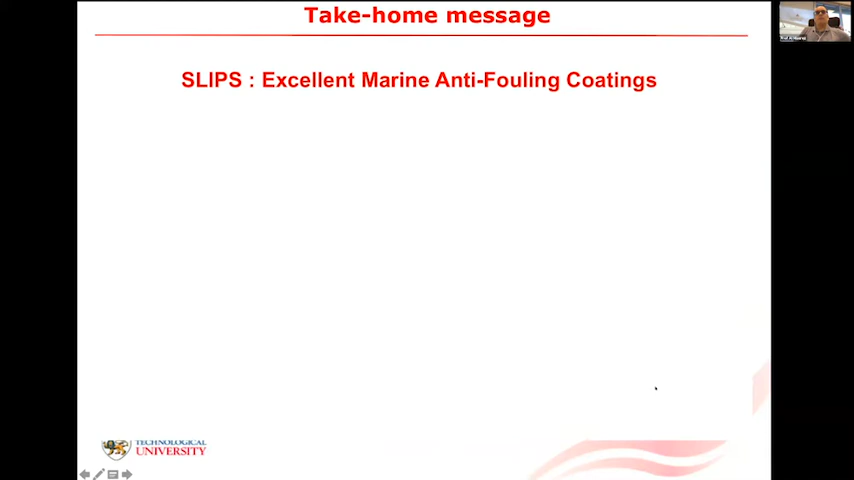 Take-home message
SLIPS : Excellent Marine Anti-Fouling Coatings
TECHNOLOGICAL
UNIVERSITY